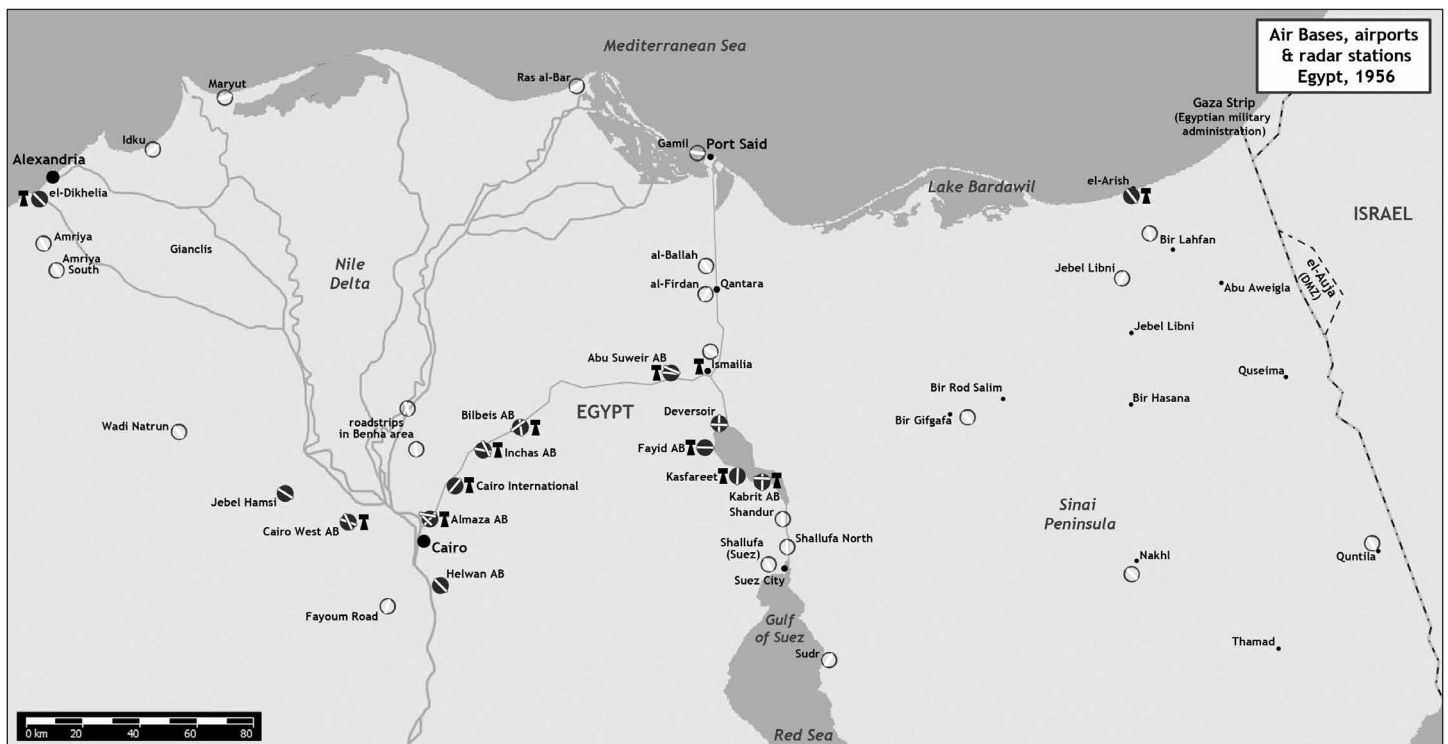 Air Bases, airports
& radar stations
Egypt, 1956
Mediterranean Sea
Maryut
Ras al-Bar
Gaza Strip
(Egyptian military
administration)
Idku
Gamil
Port Said
Alexandria
el-Dikhelia
el-Arish
Lake Bardawil
ISRAEL
Amriya
Amriya
South
Gianclis
Nile
Delta
al-Ballah
al-Firdan
Qantara
Bir Lahfan
Jebel Libni
Abu Aweigla
el-Auja
(DMZ)
Jebel Libni
Abu Suweir AB
Ismailia
Quseima
Bir Rod Salim
Bir Hasana
Bir Gifgafa
Wadi Natrun
roadstrips
in Benha area
Bilbeis AB
EGYPT
Deversoir
Inchas AB
Fayid AB
Cairo International
Kasfareet
Kabrit AB
Jebel Hamsi
Cairo West AB
Almaza AB
Shandur
Sinai
Peninsula
Cairo
Shallufa
(Suez)
Shallufa North
Suez City
Nakhl
Quntila
Helwan AB
Fayoum Road
Gulf
of Suez
Sudr
Thamad
Red Sea
0 km 20 40 60 80